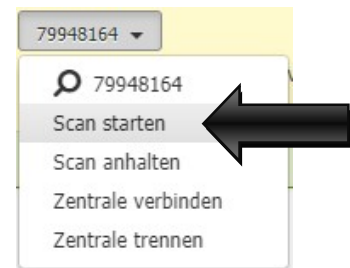 79948164
79948164
Scan starten
Scan anhalten
Zentrale verbinden
Zentrale trennen